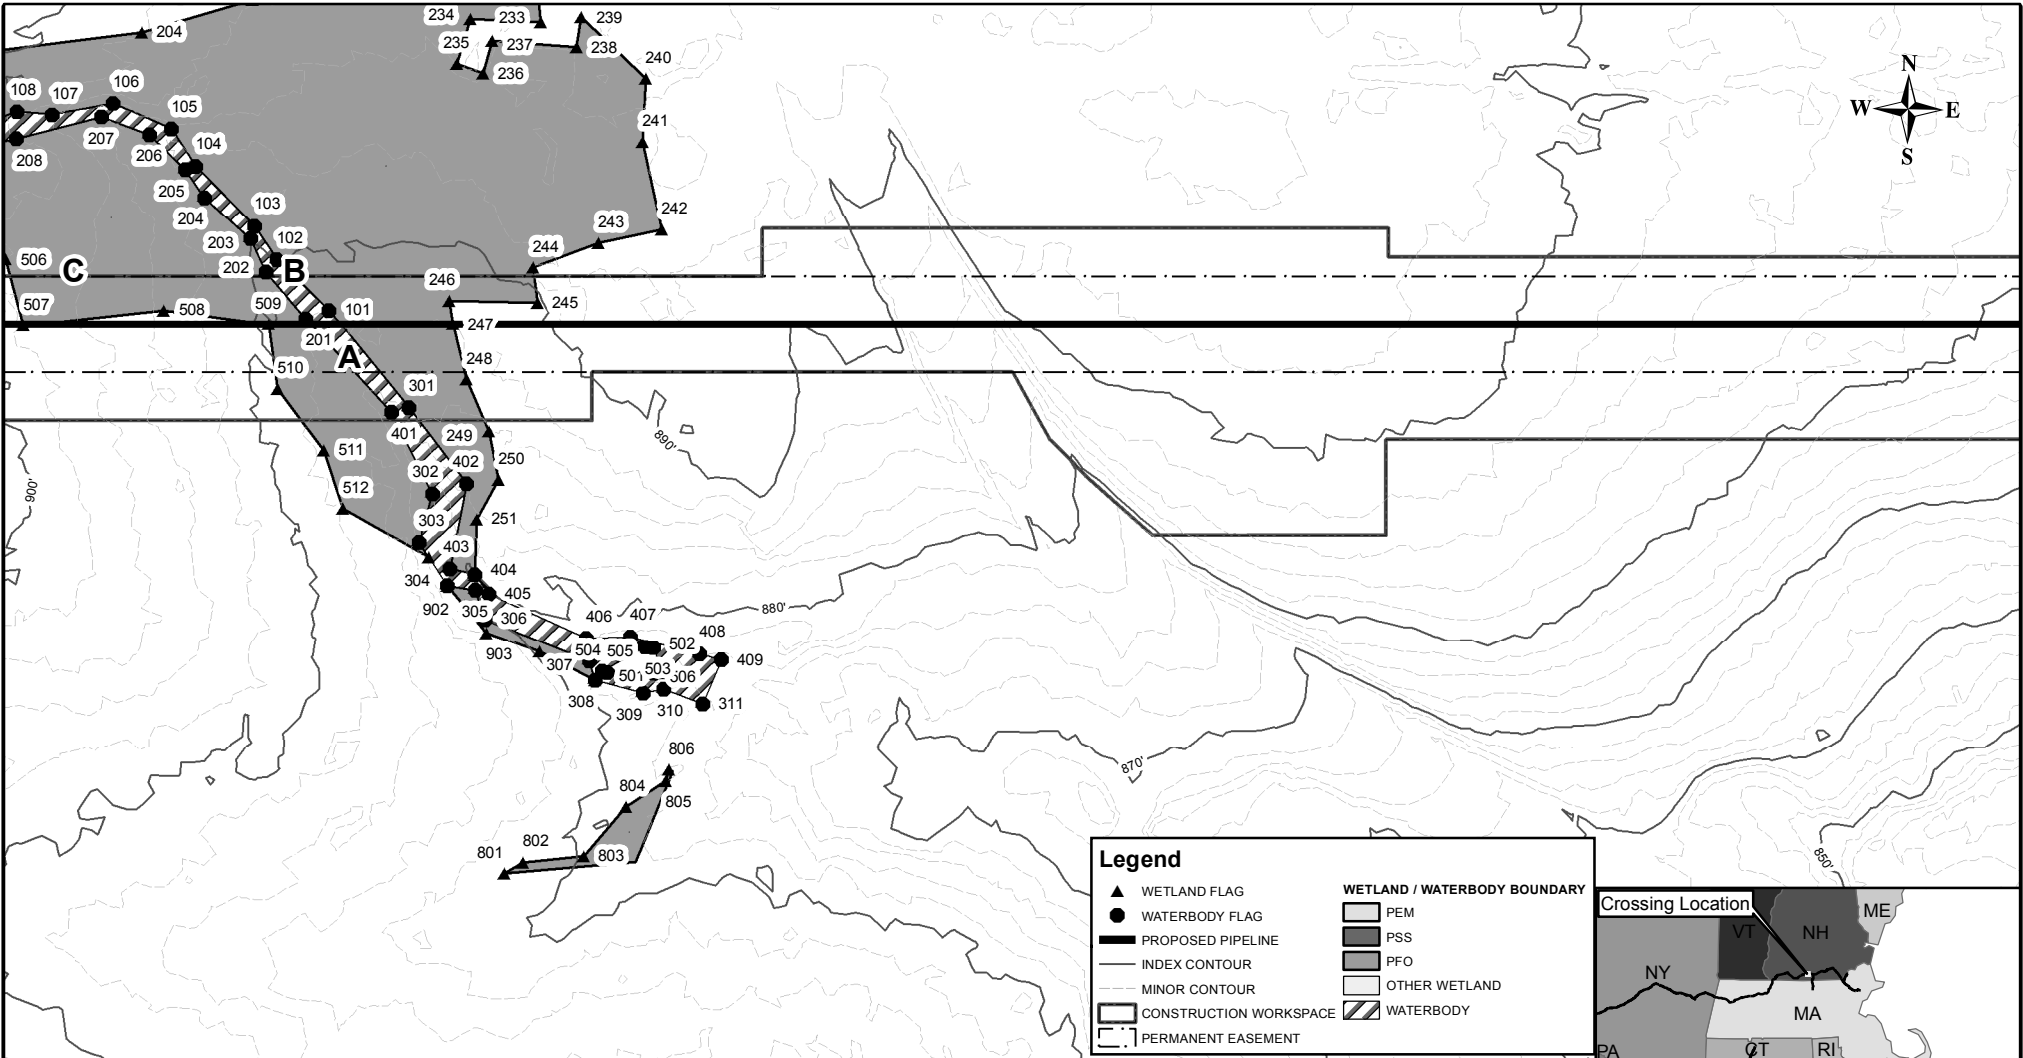 234
233
239
204
235
237
238
240
236
108
107
106
105
241
207
104
206
208
205
103
204
242
203
243
102
244
506
C
202
B
246
507
508
509
101
245
247
201
A
248
510
301
401
249
890'
511
302
402
250
900'
512
303
251
403
304
404
405
902
305
306
406
407
880'
408
903
504
505
502
307
503
409
501
306
308
309
310
311
806
870'
804
805
802
801
803
850'
N
W
E
S
Legend
WETLAND FLAG
WATERBODY FLAG
PROPOSED PIPELINE
INDEX CONTOUR
MINOR CONTOUR
CONSTRUCTION WORKSPACE
PERMANENT EASEMENT
WETLAND / WATERBODY BOUNDARY
PEM
PSS
PFO
OTHER WETLAND
WATERBODY
Crossing Location
ME
VT
NH
NY
MA
PA
CT
RI